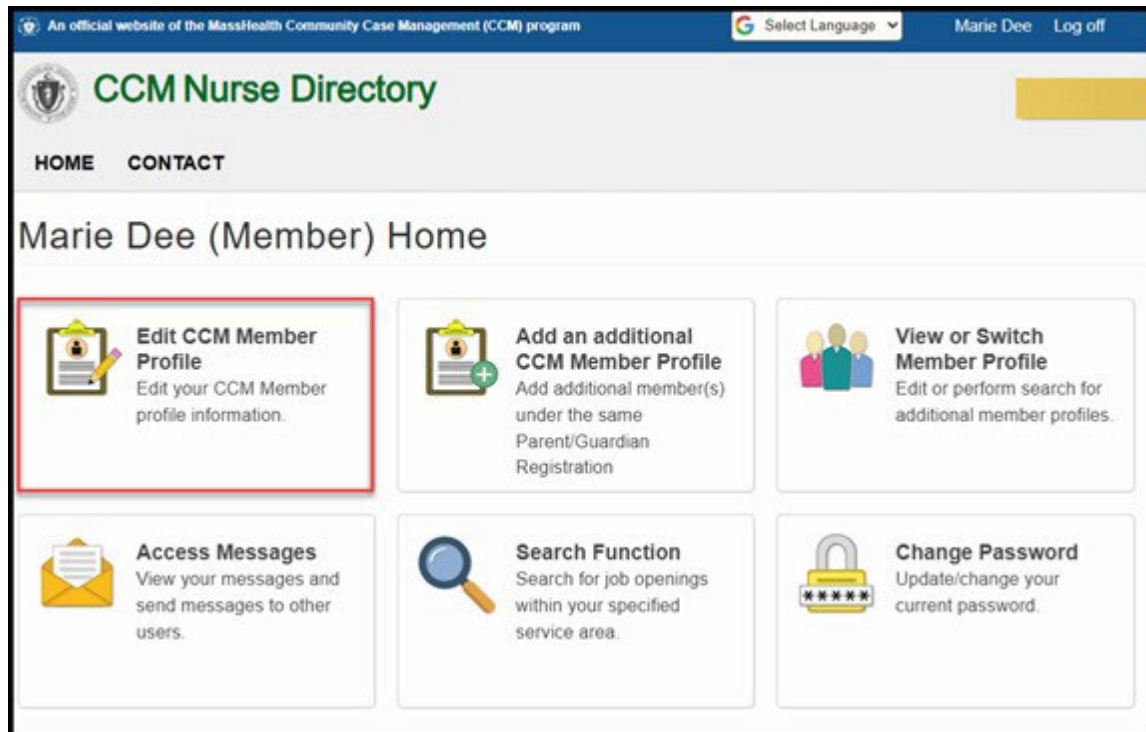 An official website of the MassHealth Community Case Management (CCM) program
Select Language
Marie Dee
Log off
CCM Nurse Directory
HOME
CONTACT
Marie Dee (Member) Home
Edit CCM Member
Profile
Edit your CCM Member
profile information.
Add an additional
CCM Member Profile
Add additional member(s)
under the same
Parent/Guardian
Registration
View or Switch
Member Profile
Edit or perform search for
additional member profiles.
Access Messages
View your messages and
send messages to other
users.
Search Function
Search for job openings
within your specified
service area.
*****
Change Password
Update/change your
current password.